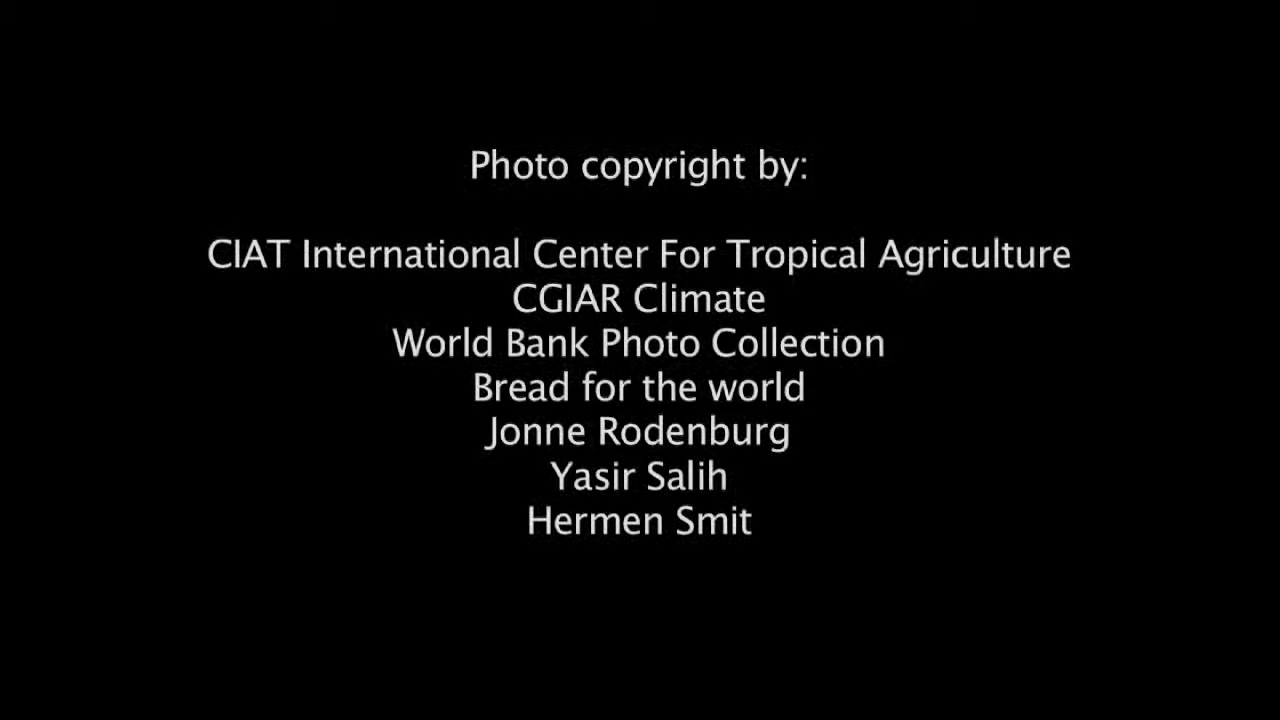 Photo copyright by:
CIAT International Center For Tropical Agriculture
CGIAR Climate
World Bank Photo Collection
Bread for the world
Jonne Rodenburg
Yasir Salih
Hermen Smit